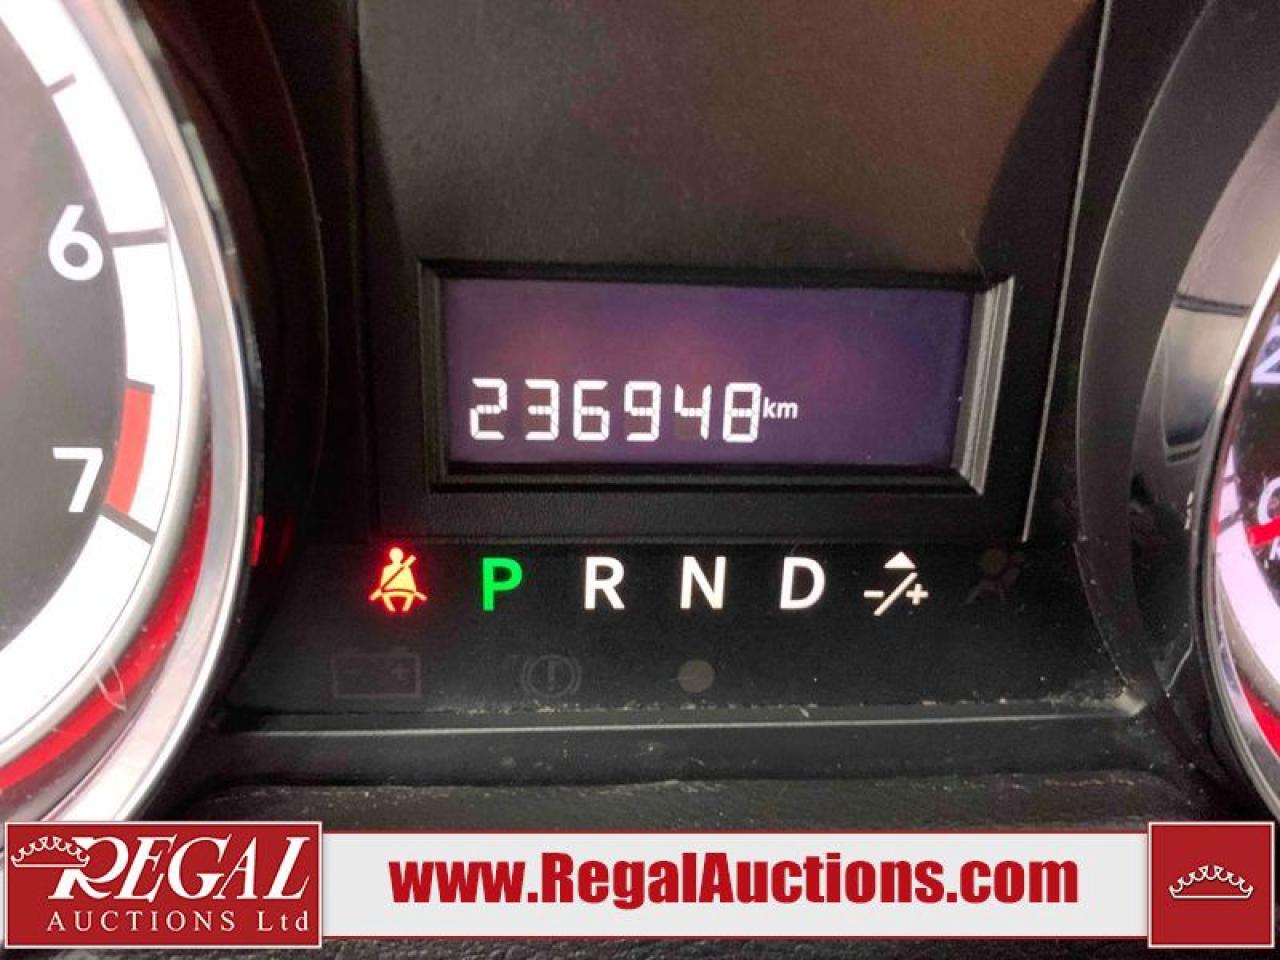 6
7
236948 km
P R N D -/+
REGAL
AUCTIONS Ltd
www.RegalAuctions.com